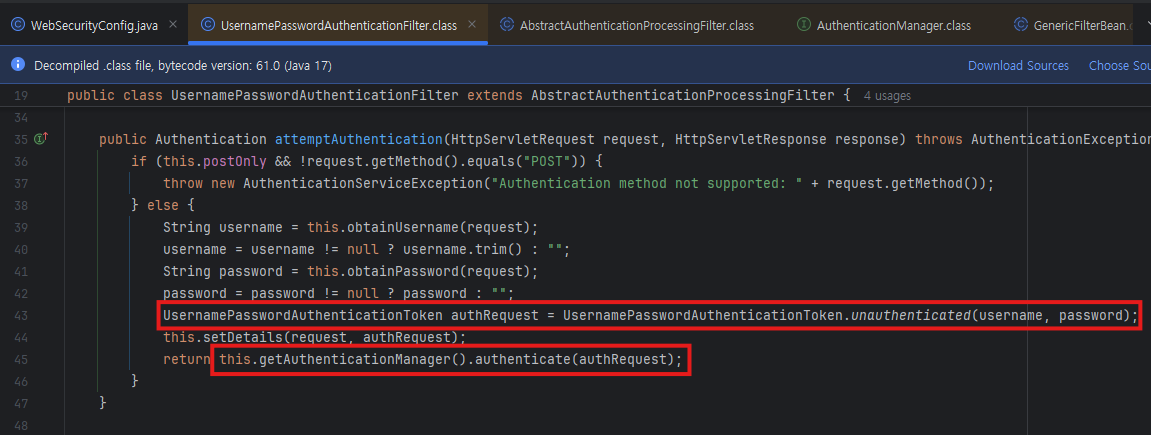 WebSecurityConfig.java × UsernamePasswordAuthenticationFilter.class × AbstractAuthenticationProcessingFilter.class AuthenticationManager.class GenericFilterBean.
Decompiled .class file, bytecode version: 61.0 (Java 17) Download Sources Choose Sou
19 public class UsernamePasswordAuthenticationFilter extends AbstractAuthenticationProcessingFilter { 4 usages
34
35 public Authentication attemptAuthentication(HttpServletRequest request, HttpServletResponse response) throws AuthenticationException
36 if (this.postOnly && !request.getMethod().equals("POST")) {
37 throw new AuthenticationServiceException("Authentication method not supported: " + request.getMethod());
38 } else {
39 String username = this.obtainUsername(request);
40 username = username != null ? username.trim() : "";
41 String password = this.obtainPassword(request);
42 password = password != null ? password : "";
43 UsernamePasswordAuthenticationToken authRequest = UsernamePasswordAuthenticationToken.unauthenticated(username, password);
44 this.setDetails(request, authRequest);
45 return this.getAuthenticationManager().authenticate(authRequest);
46 }
47 }
48